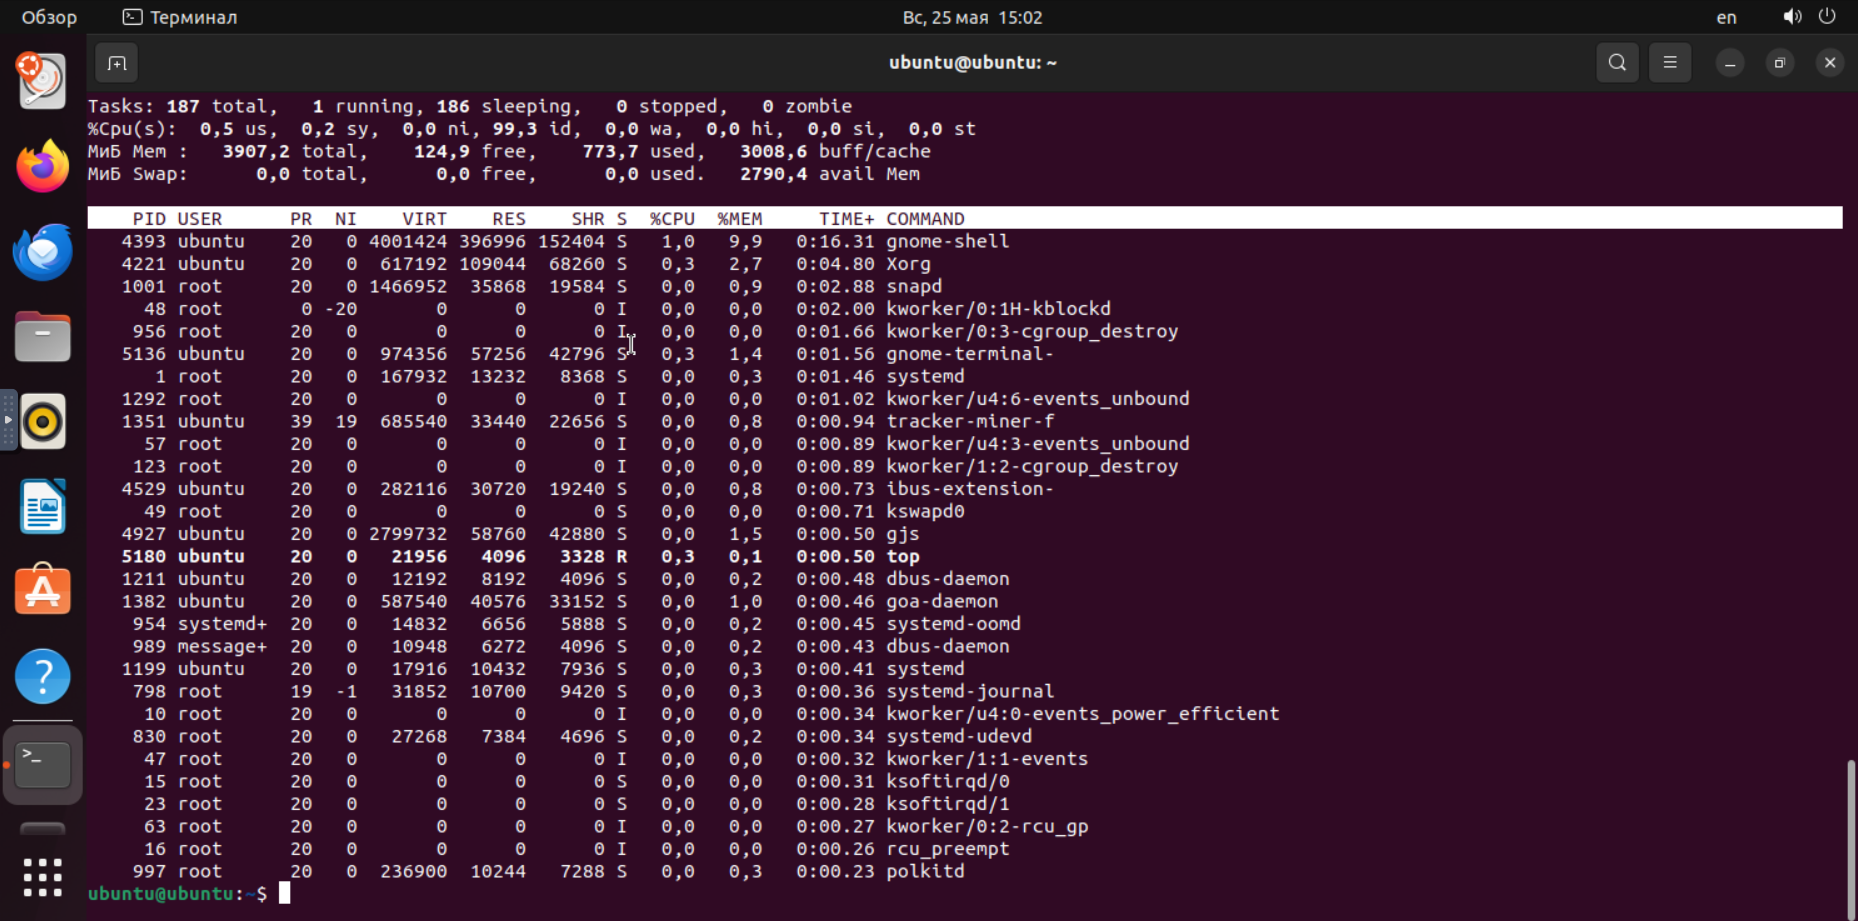 Обзор Терминал Вс, 25 мая 15:02 en
ubuntu@ubuntu: ~
Tasks: 187 total, 1 running, 186 sleeping, 0 stopped, 0 zombie
%Cpu(s): 0,5 us, 0,2 sy, 0,0 ni, 99,3 id, 0,0 wa, 0,0 hi, 0,0 si, 0,0 st
МиБ Mem : 3907,2 total, 124,9 free, 773,7 used, 3008,6 buff/cache
МиБ Swap: 0,0 total, 0,0 free, 0,0 used. 2790,4 avail Mem
PID USER PR NI VIRT RES SHR S %CPU %MEM TIME+ COMMAND
4393 ubuntu 20 0 4001424 396996 152404 S 1,0 9,9 0:16.31 gnome-shell
4221 ubuntu 20 0 617192 109044 68260 S 0,3 2,7 0:04.80 Xorg
1001 root 20 0 1466952 35868 19584 S 0,0 0,9 0:02.88 snapd
48 root 0 -20 0 0 0 I 0,0 0,0 0:02.00 kworker/0:1H-kblockd
956 root 20 0 0 0 0 I 0,0 0,0 0:01.66 kworker/0:3-cgroup_destroy
5136 ubuntu 20 0 974356 57256 42796 S 0,3 1,4 0:01.56 gnome-terminal-
1 root 20 0 167932 13232 8368 S 0,0 0,3 0:01.46 systemd
1292 root 20 0 0 0 0 I 0,0 0,0 0:01.02 kworker/u4:6-events_unbound
1351 ubuntu 39 19 685540 33440 22656 S 0,0 0,8 0:00.94 tracker-miner-f
57 root 20 0 0 0 0 I 0,0 0,0 0:00.89 kworker/u4:3-events_unbound
123 root 20 0 0 0 0 I 0,0 0,0 0:00.89 kworker/1:2-cgroup_destroy
4529 ubuntu 20 0 282116 30720 19240 S 0,0 0,8 0:00.73 ibus-extension-
49 root 20 0 0 0 0 S 0,0 0,0 0:00.71 kswapd0
4927 ubuntu 20 0 2799732 58760 42880 S 0,0 1,5 0:00.50 gjs
5180 ubuntu 20 0 21956 4096 3328 R 0,3 0,1 0:00.50 top
1211 ubuntu 20 0 12192 8192 4096 S 0,0 0,2 0:00.48 dbus-daemon
1382 ubuntu 20 0 587540 40576 33152 S 0,0 1,0 0:00.46 goa-daemon
954 systemd+ 20 0 14832 6656 5888 S 0,0 0,2 0:00.45 systemd-oomd
989 message+ 20 0 10948 6272 4096 S 0,0 0,2 0:00.43 dbus-daemon
1199 ubuntu 20 0 17916 10432 7936 S 0,0 0,3 0:00.41 systemd
798 root 19 -1 31852 10700 9420 S 0,0 0,3 0:00.36 systemd-journal
10 root 20 0 0 0 0 I 0,0 0,0 0:00.34 kworker/u4:0-events_power_efficient
830 root 20 0 27268 7384 4696 S 0,0 0,2 0:00.34 systemd-udevd
47 root 20 0 0 0 0 I 0,0 0,0 0:00.32 kworker/1:1-events
15 root 20 0 0 0 0 S 0,0 0,0 0:00.31 ksoftirqd/0
23 root 20 0 0 0 0 S 0,0 0,0 0:00.28 ksoftirqd/1
63 root 20 0 0 0 0 I 0,0 0,0 0:00.27 kworker/0:2-rcu_gp
16 root 20 0 0 0 0 I 0,0 0,0 0:00.26 rcu_preempt
997 root 20 0 236900 10244 7288 S 0,0 0,3 0:00.23 polkitd
ubuntu@ubuntu:~$